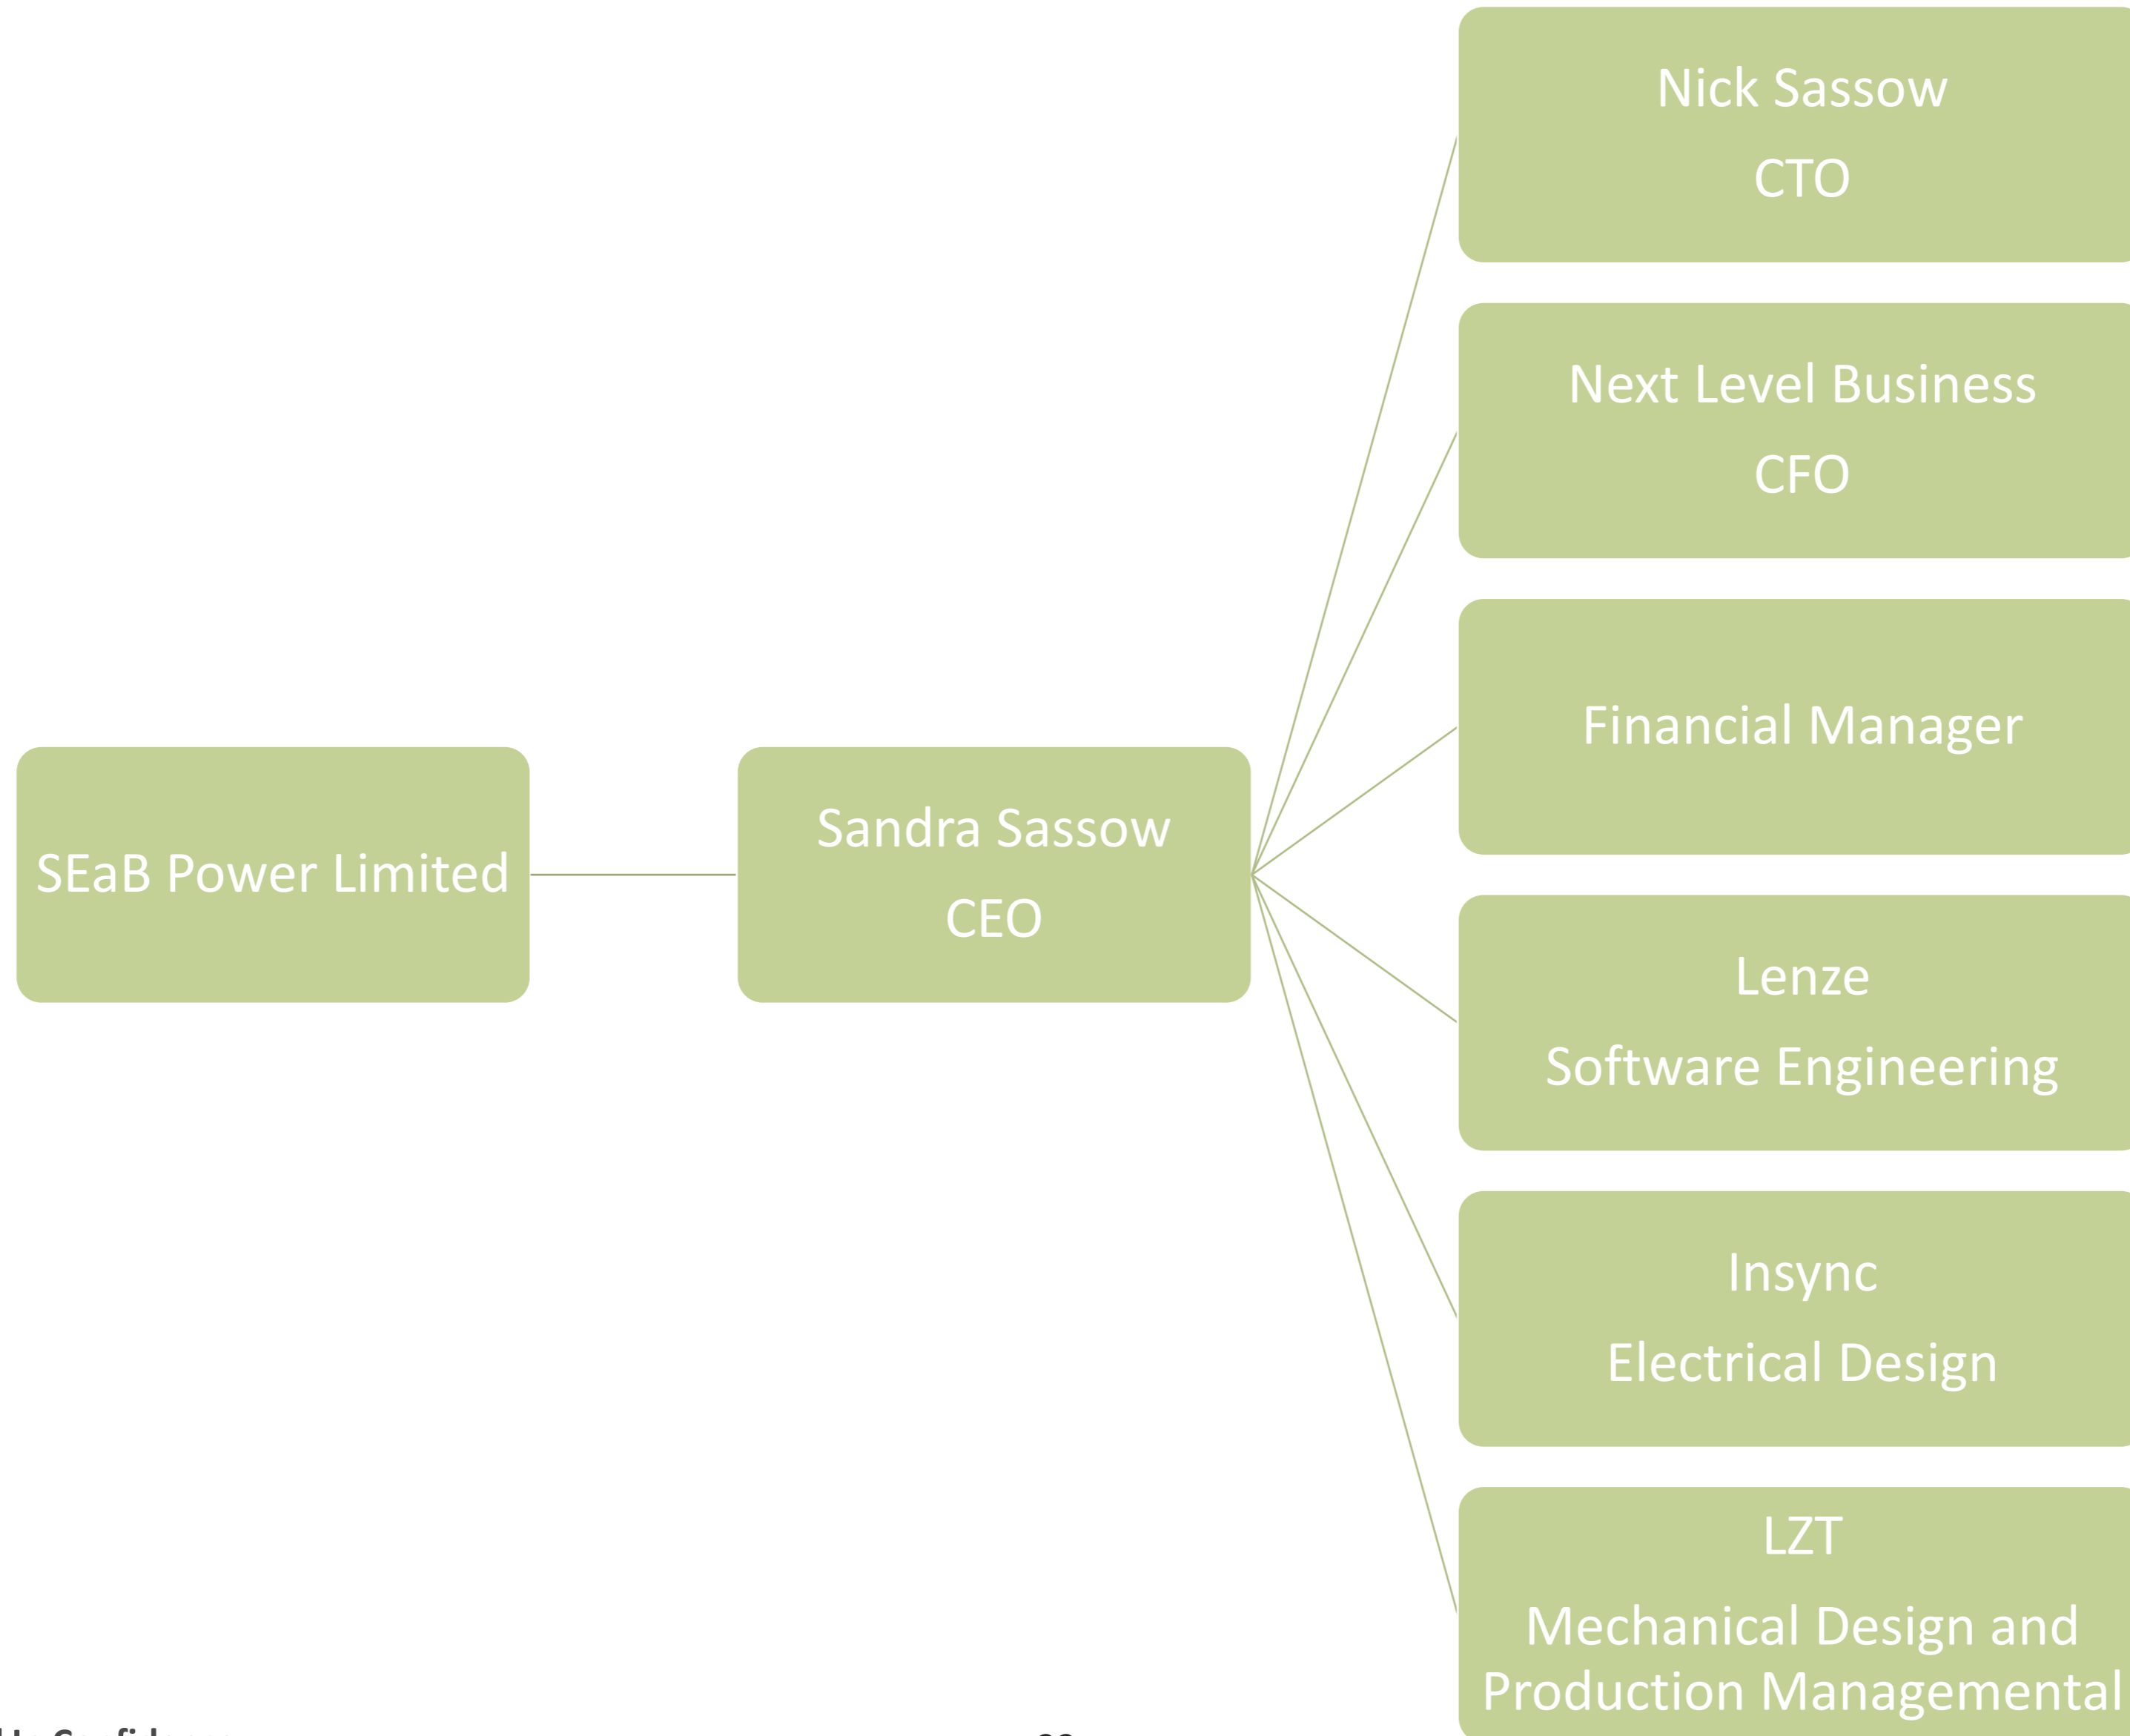 SEaB Power Limited
Sandra Sassow
CEO
Nick Sassow
CTO
Next Level Business
CFO
Financial Manager
Lenze
Software Engineering
Insync
Electrical Design
LZT
Mechanical Design and
Production Managemental